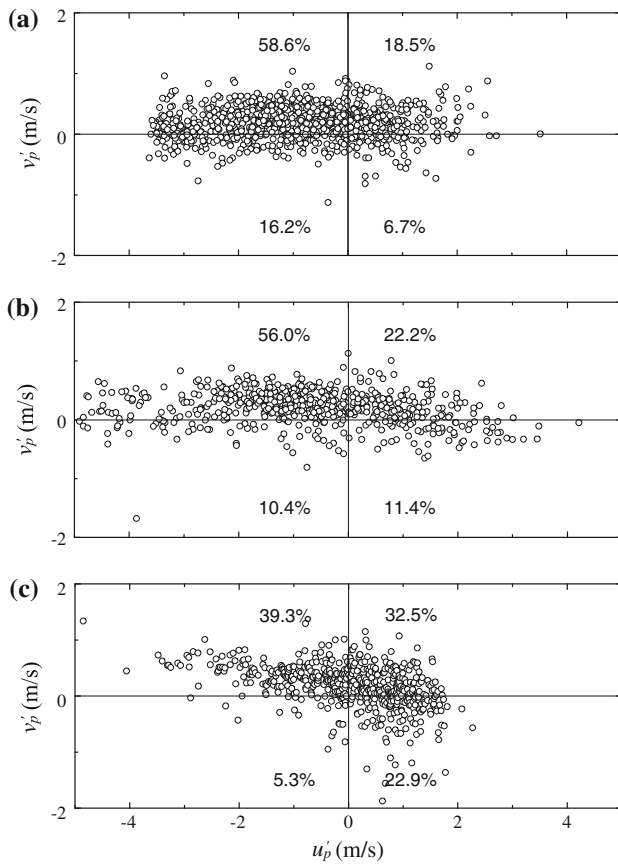 (a)
2
58.6%
18.5%
v′p (m/s)
0
16.2%
6.7%
-2
(b)
2
56.0%
22.2%
v′p (m/s)
0
10.4%
11.4%
-2
(c)
2
39.3%
32.5%
v′p (m/s)
0
5.3%
22.9%
-2
-4 -2 0 2 4
u′p (m/s)